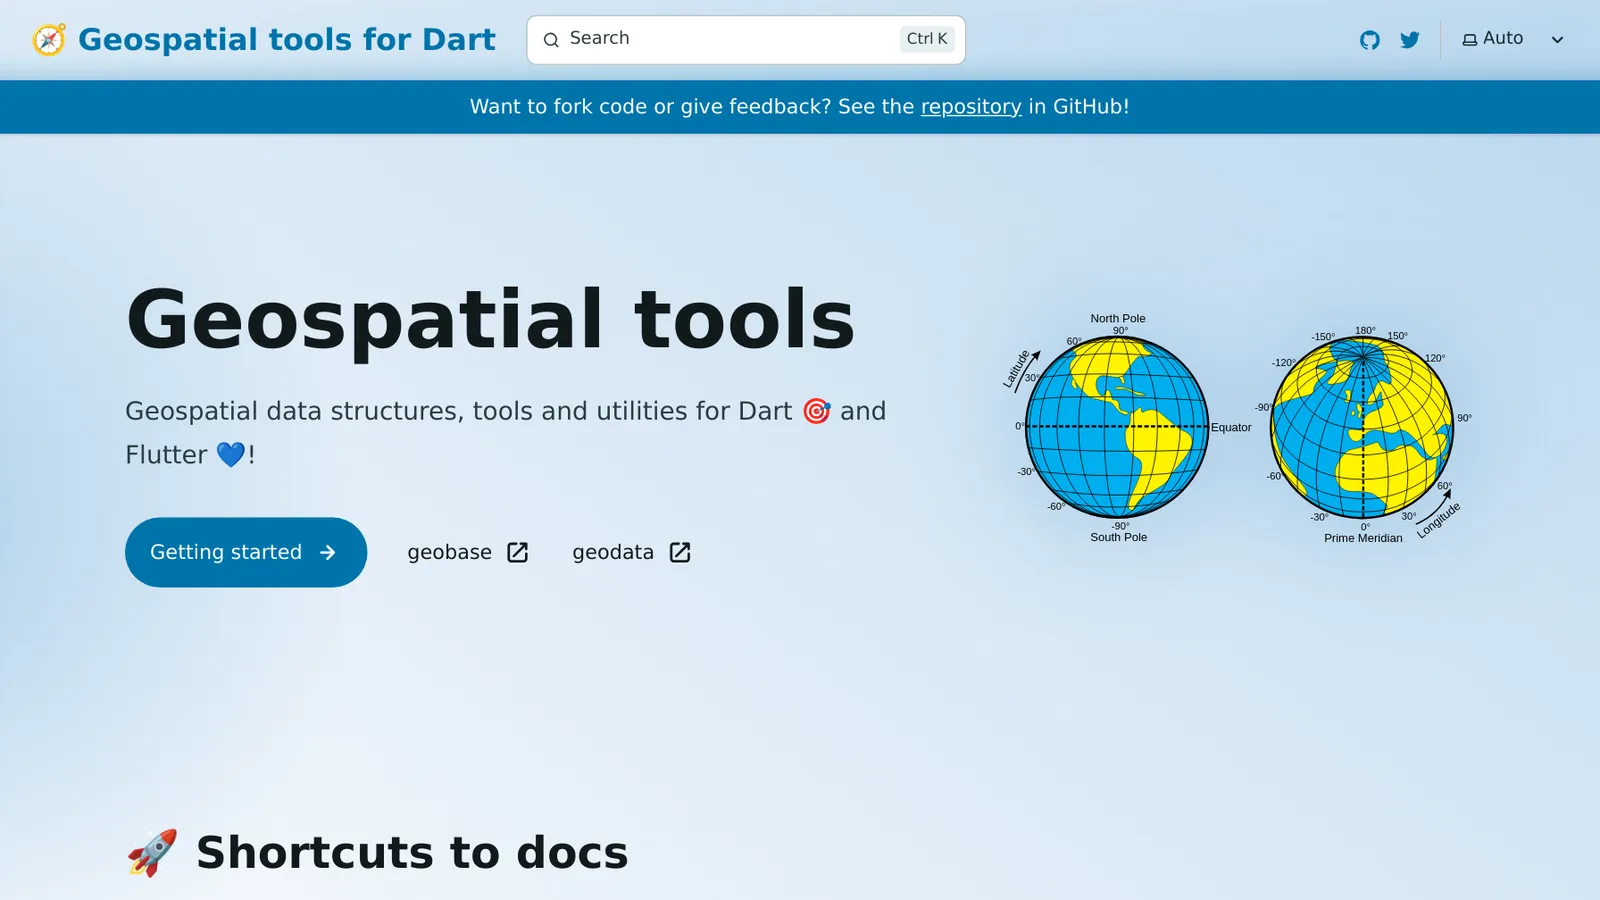 Geospatial tools for Dart
Search
Ctrl K
Auto
Want to fork code or give feedback? See the repository in GitHub!
Geospatial tools
Geospatial data structures, tools and utilities for Dart 🎯 and
Flutter 💙!
Getting started
geobase
geodata
North Pole
90°
60°
30°
Latitude
0°
Equator
-30°
-60°
-90°
South Pole
180°
-150°
150°
-120°
120°
-90°
90°
-60
60°
-30°
30°
0°
Longitude
Prime Meridian
🚀 Shortcuts to docs